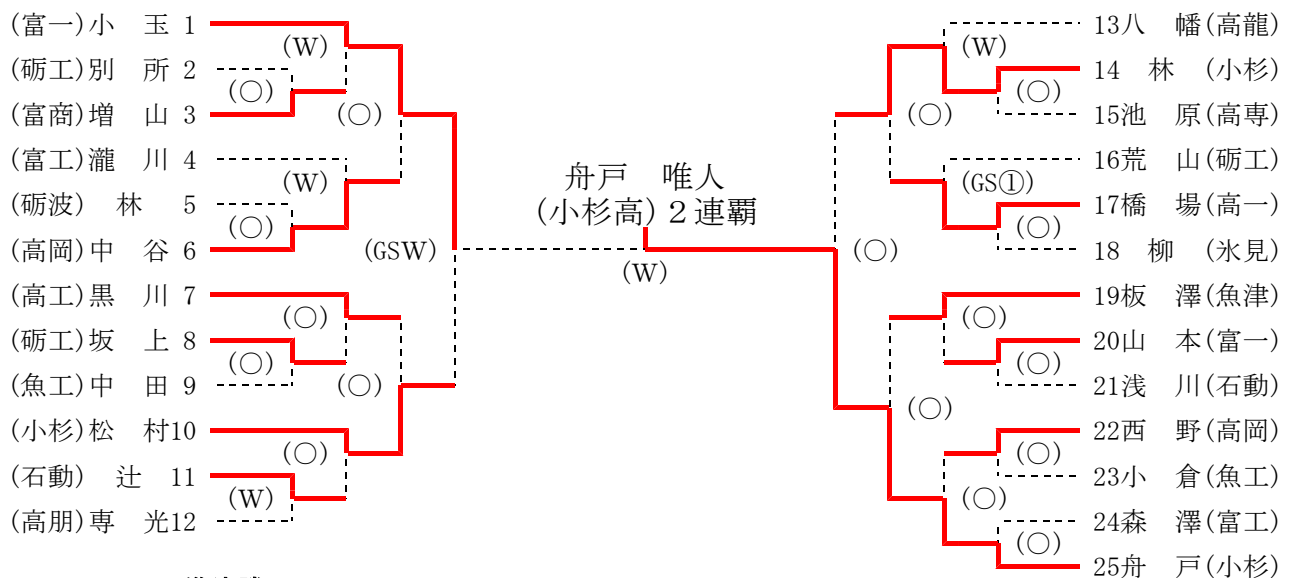 (富一)小　玉 1
(W)
(砺工)別　所 2
(○)
(富商)増　山 3
(○)
(富工)瀧　川 4
(W)
(砺波)　林　 5
(○)
(高岡)中　谷 6
(GSW)
(高工)黒　川 7
(○)
(砺工)坂　上 8
(○)
(魚工)中　田 9
(○)
(小杉)松　村10
(○)
(石動)　辻　11
(W)
(高朋)専　光12
舟戸　唯人
(小杉高)２連覇
(W)
13八　幡(高龍)
(W)
14　林　(小杉)
(○)
15池　原(高専)
(○)
16荒　山(砺工)
(GS①)
17橋　場(高一)
(○)
18　柳　(氷見)
(○)
19板　澤(魚津)
(○)
20山　本(富一)
21浅　川(石動)
(○)
22西　野(高岡)
(○)
23小　倉(魚工)
(○)
24森　澤(富工)
(○)
25舟　戸(小杉)